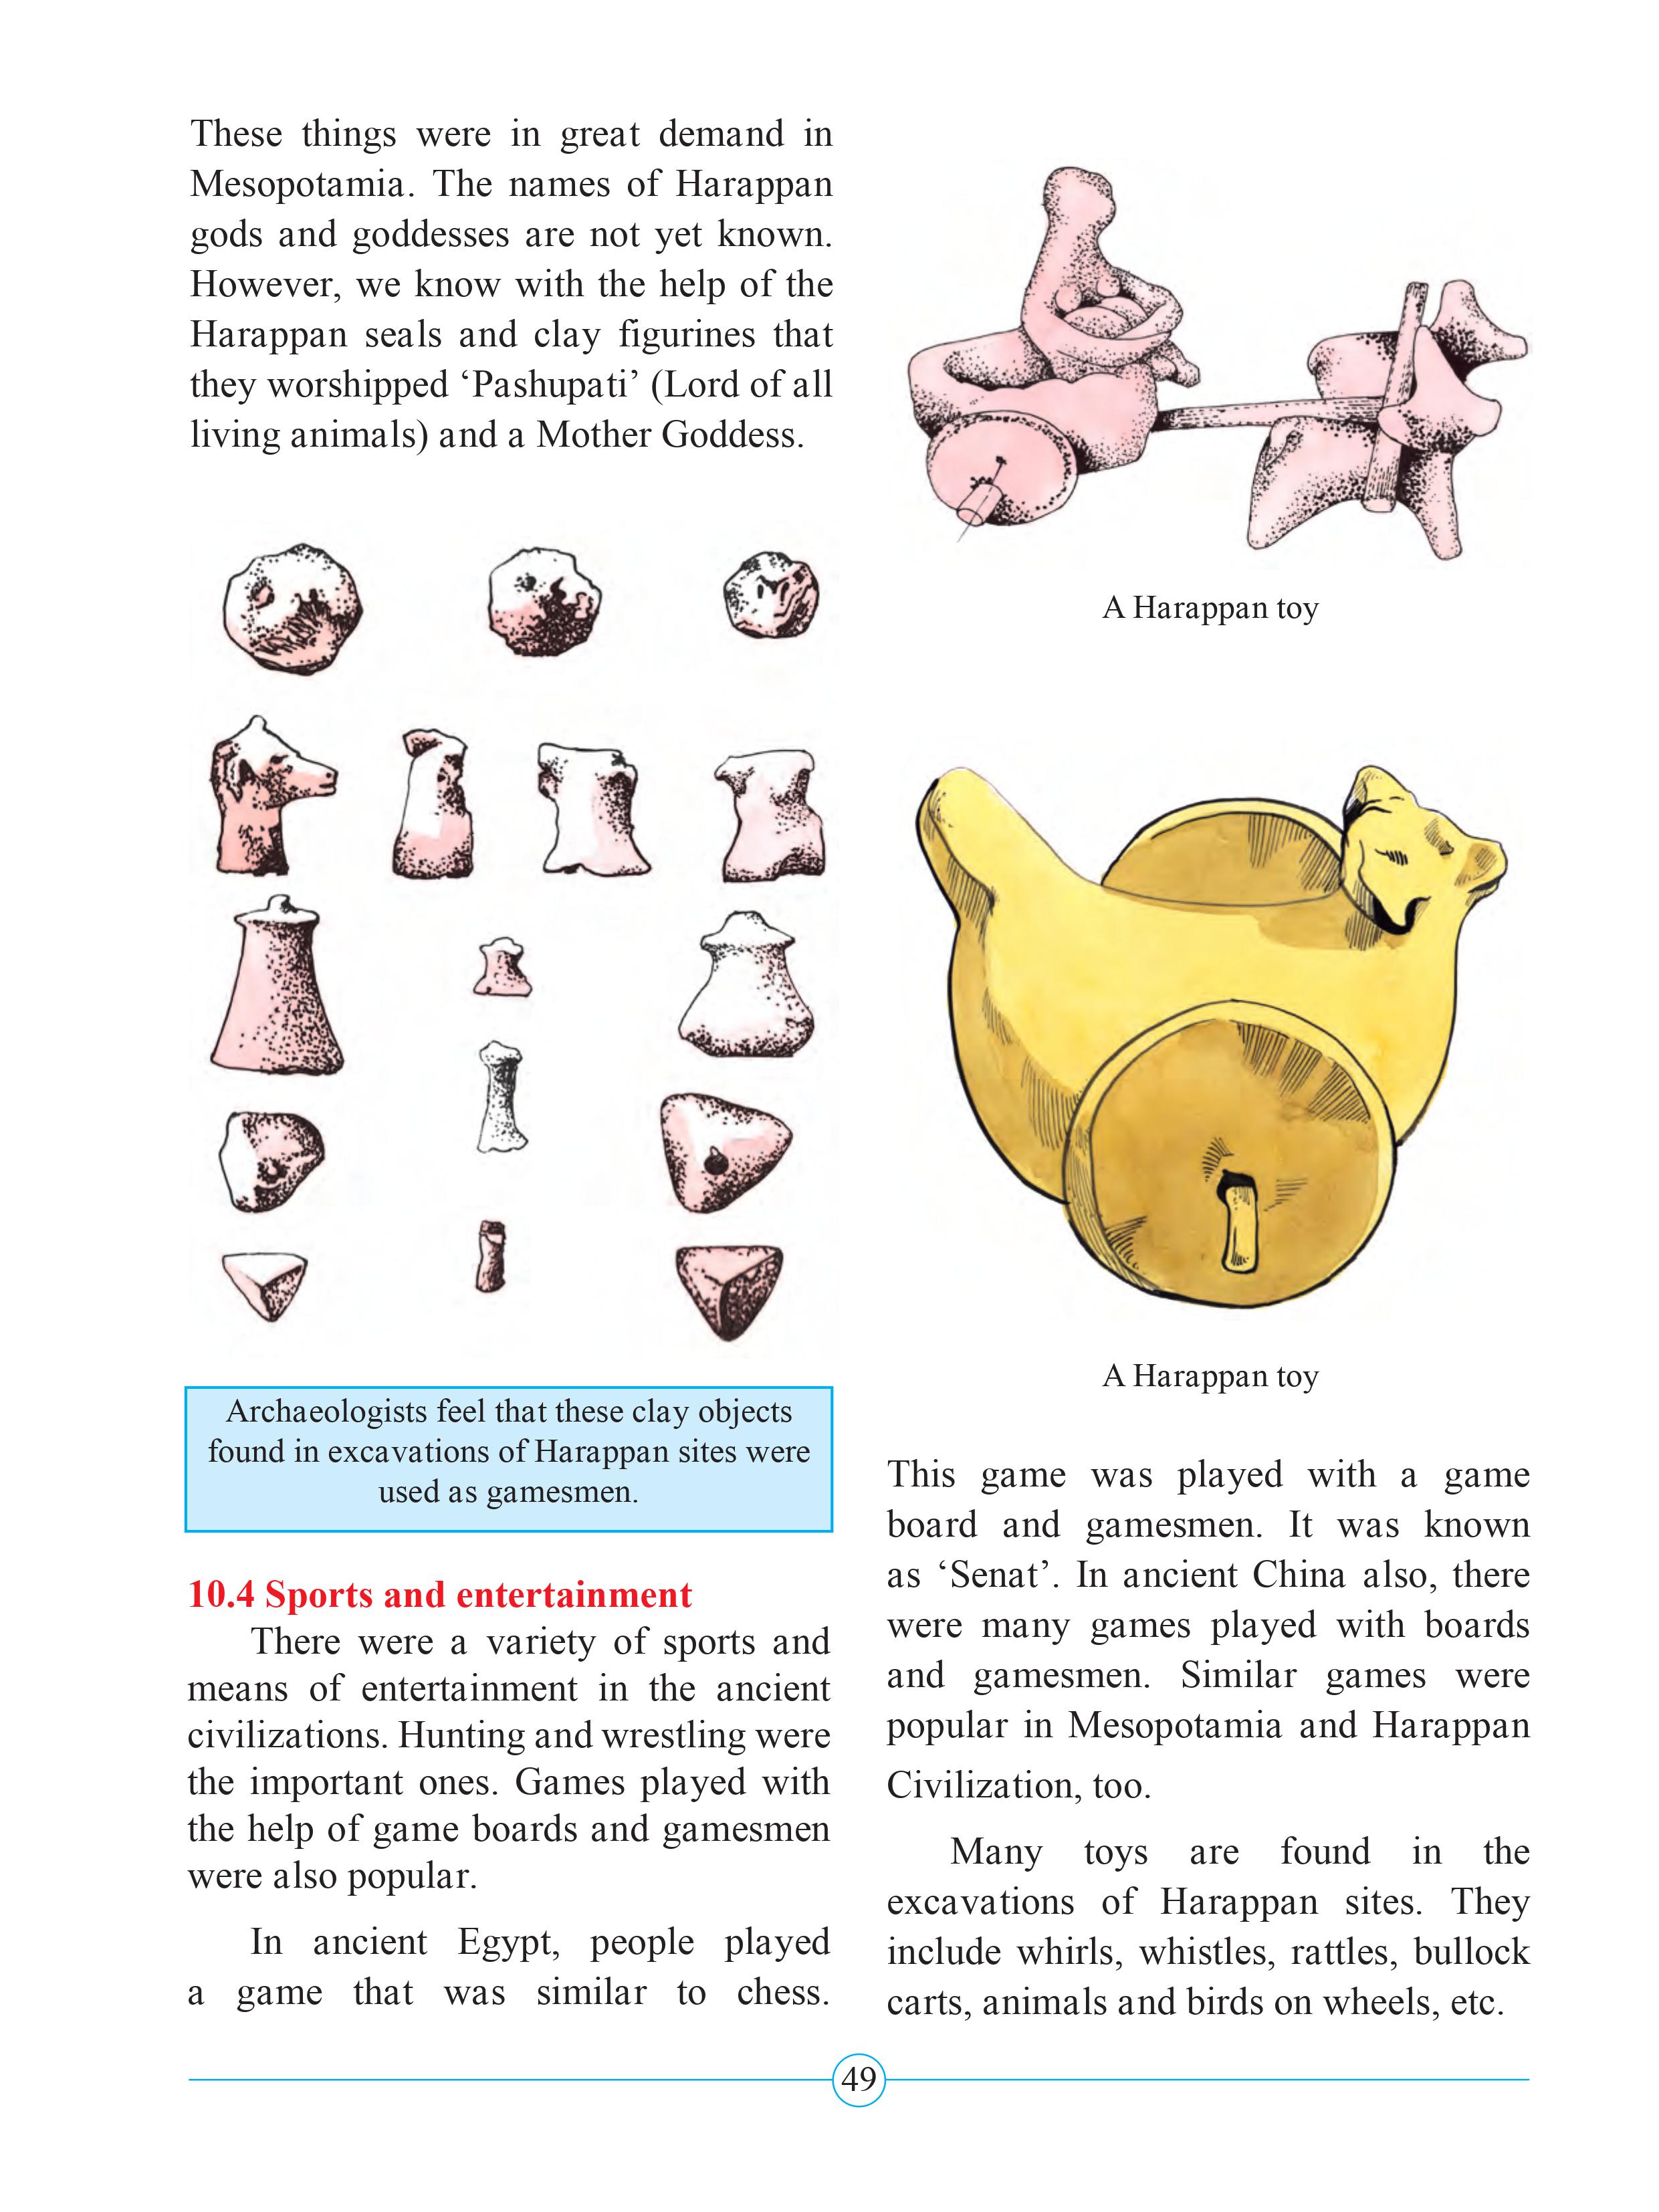 These things were in great demand in
Mesopotamia. The names of Harappan
gods and goddesses are not yet known.
However, we know with the help of the
Harappan seals and clay figurines that
they worshipped ‘Pashupati’ (Lord of all
living animals) and a Mother Goddess.
Archaeologists feel that these clay objects
found in excavations of Harappan sites were
used as gamesmen.
10.4 Sports and entertainment
There were a variety of sports and
means of entertainment in the ancient
civilizations. Hunting and wrestling were
the important ones. Games played with
the help of game boards and gamesmen
were also popular.
In ancient Egypt, people played
a game that was similar to chess.
A Harappan toy
A Harappan toy
This game was played with a game
board and gamesmen. It was known
as ‘Senat’. In ancient China also, there
were many games played with boards
and gamesmen. Similar games were
popular in Mesopotamia and Harappan
Civilization, too.
Many toys are found in the
excavations of Harappan sites. They
include whirls, whistles, rattles, bullock
carts, animals and birds on wheels, etc.
49